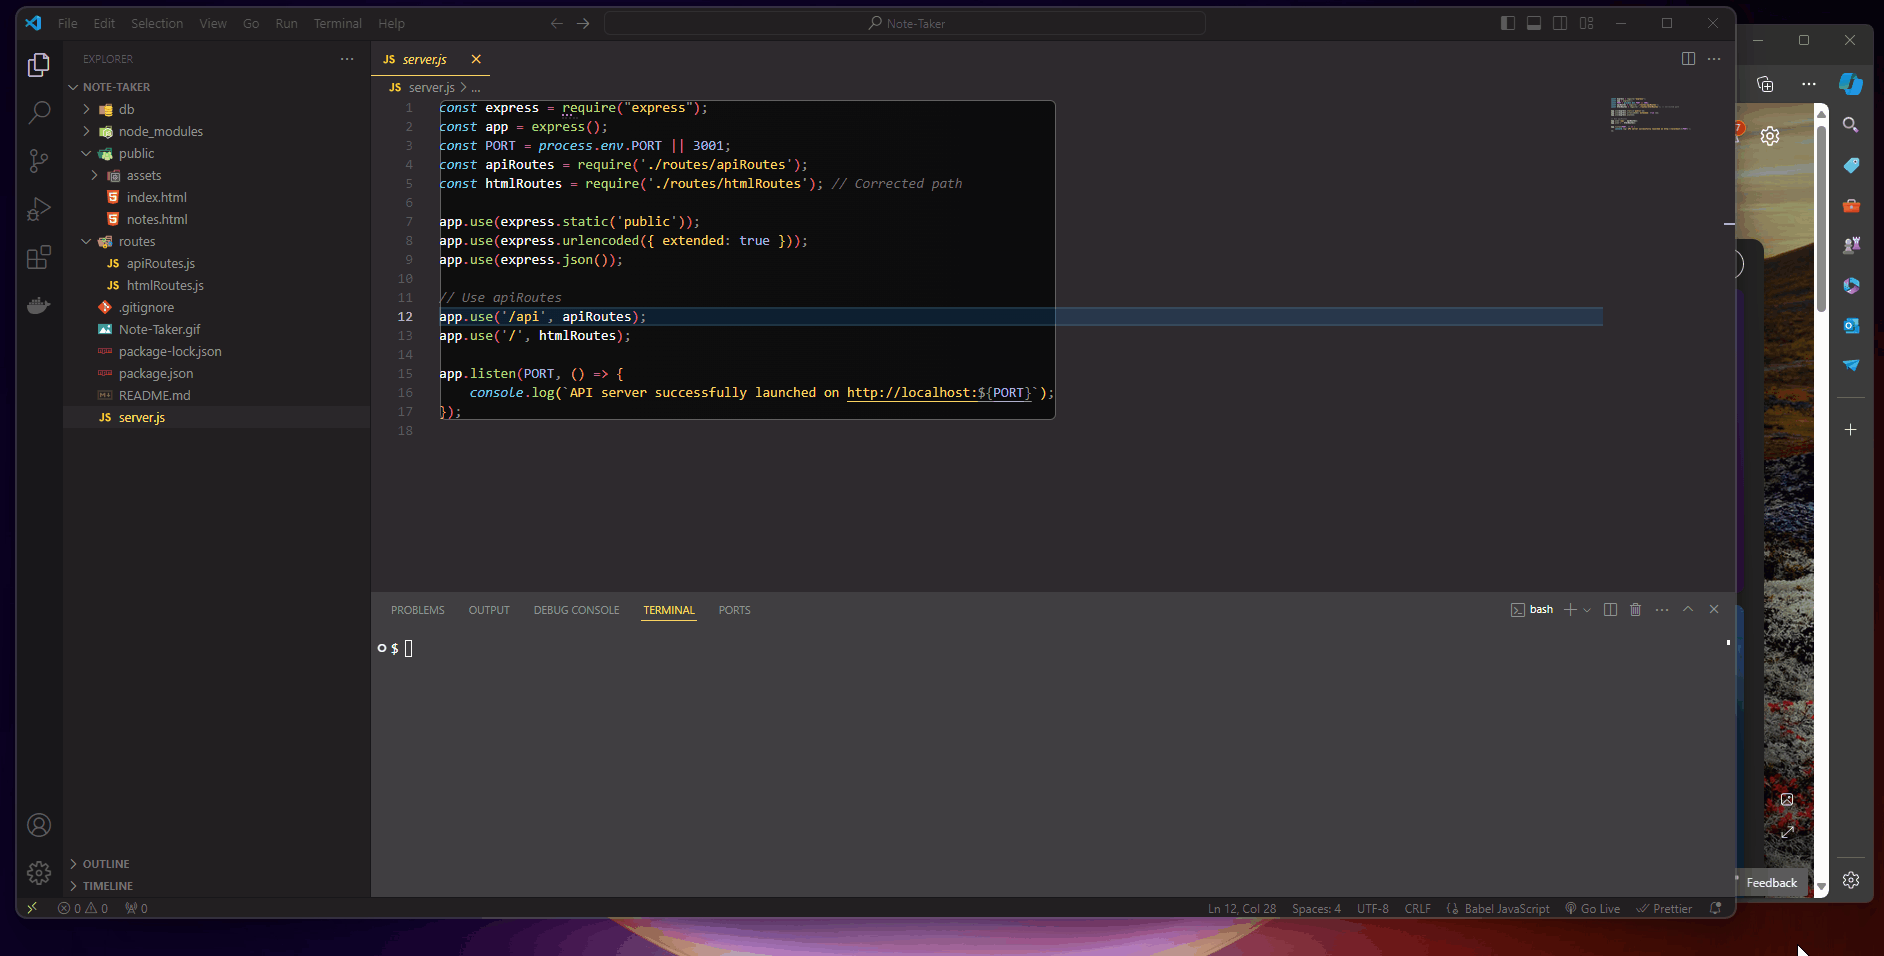 File Edit Selection View Go Run Terminal Help
Note-Taker
EXPLORER
NOTE-TAKER
db
node_modules
public
assets
index.html
notes.html
routes
JS apiRoutes.js
JS htmlRoutes.js
.gitignore
Note-Taker.gif
package-lock.json
package.json
README.md
JS server.js
OUTLINE
TIMELINE
JS server.js
JS server.js > ...
1 const express = require("express");
2 const app = express();
3 const PORT = process.env.PORT || 3001;
4 const apiRoutes = require('./routes/apiRoutes');
5 const htmlRoutes = require('./routes/htmlRoutes'); // Corrected path
6
7 app.use(express.static('public'));
8 app.use(express.urlencoded({ extended: true }));
9 app.use(express.json());
10
11 // Use apiRoutes
12 app.use('/api', apiRoutes);
13 app.use('/', htmlRoutes);
14
15 app.listen(PORT, () => {
16 console.log(`API server successfully launched on http://localhost:${PORT}`);
17 });
18
PROBLEMS OUTPUT DEBUG CONSOLE TERMINAL PORTS
bash
$
0 0 0
Ln 12, Col 28 Spaces: 4 UTF-8 CRLF {} Babel JavaScript Go Live Prettier
7
Feedback